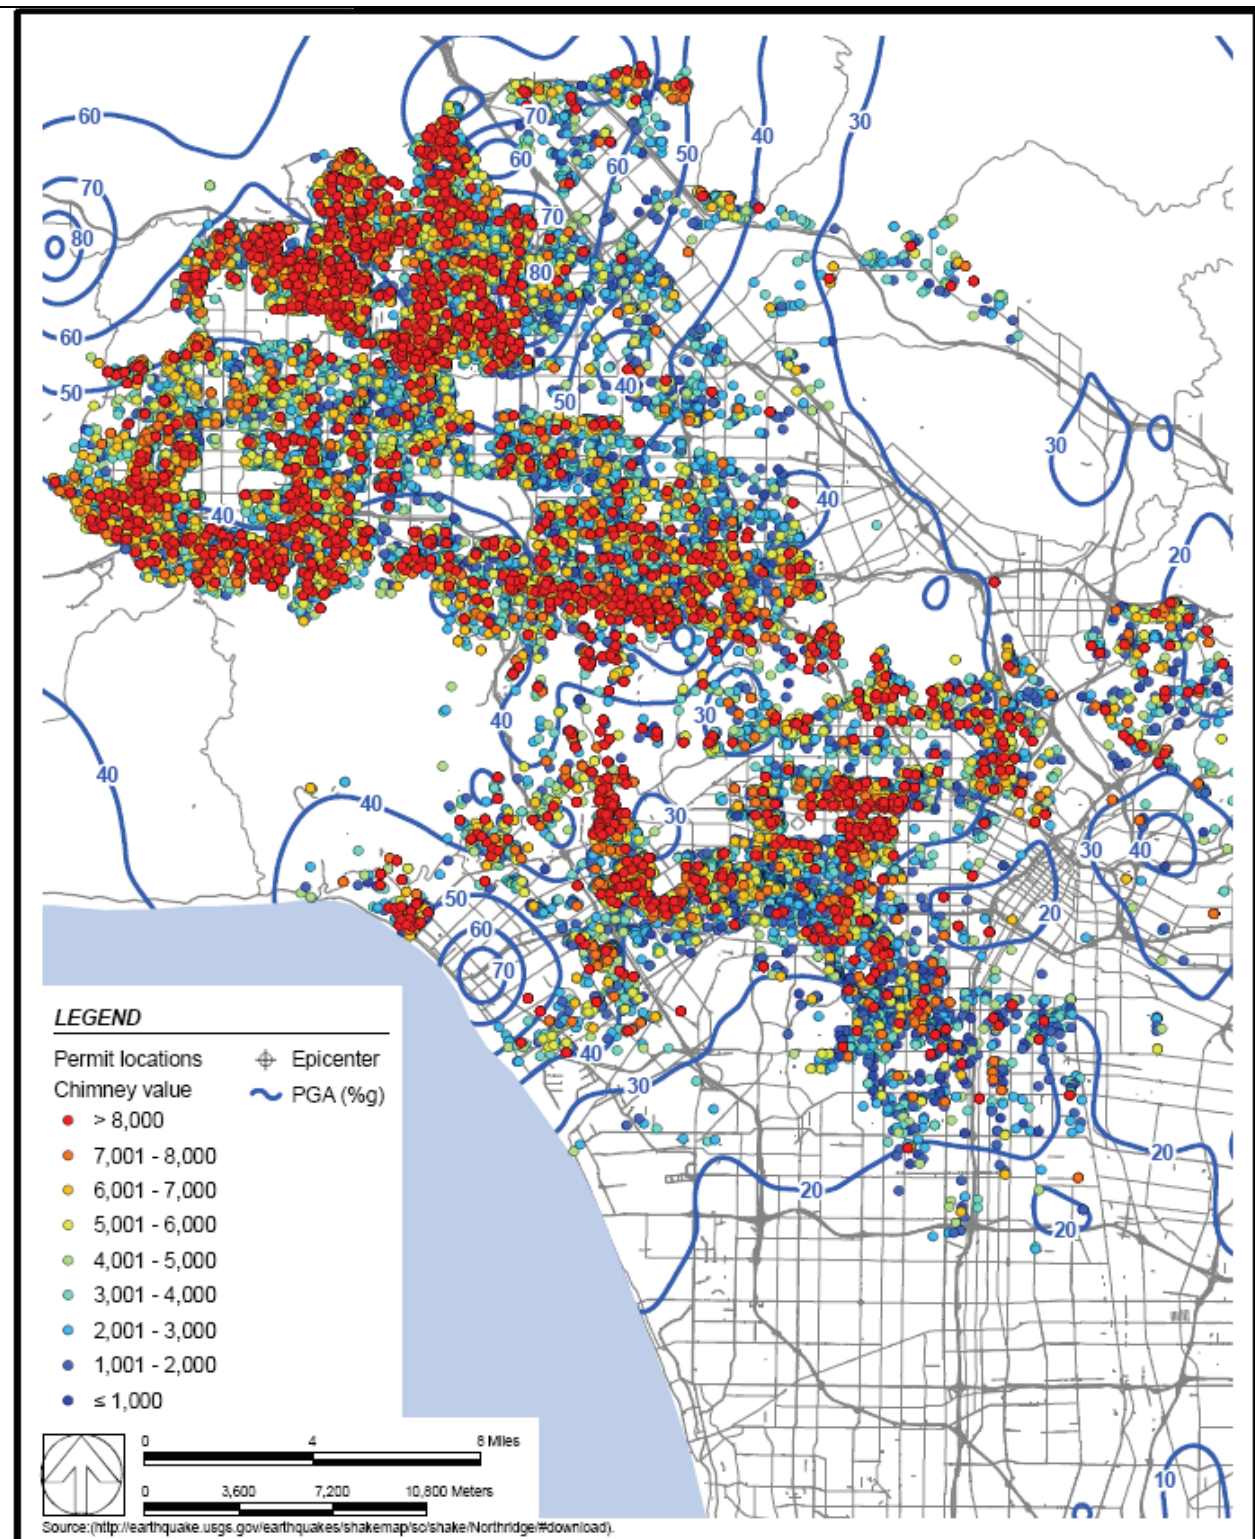 60
70
40
30
50
60
60
70
70
80
80
60
50
40
50
30
40
40
20
40
30
40
40
30
30
40
50
20
60
70
40
30
20
20
20
10
LEGEND
Permit locations
Epicenter
Chimney value
PGA (%g)
> 8,000
7,001 - 8,000
6,001 - 7,000
5,001 - 6,000
4,001 - 5,000
3,001 - 4,000
2,001 - 3,000
1,001 - 2,000
≤ 1,000
0 4 8 Miles
0 3,600 7,200 10,800 Meters
Source:(http://earthquake.usgs.gov/earthquakes/shakemap/sc/shake/Northridge/#download).